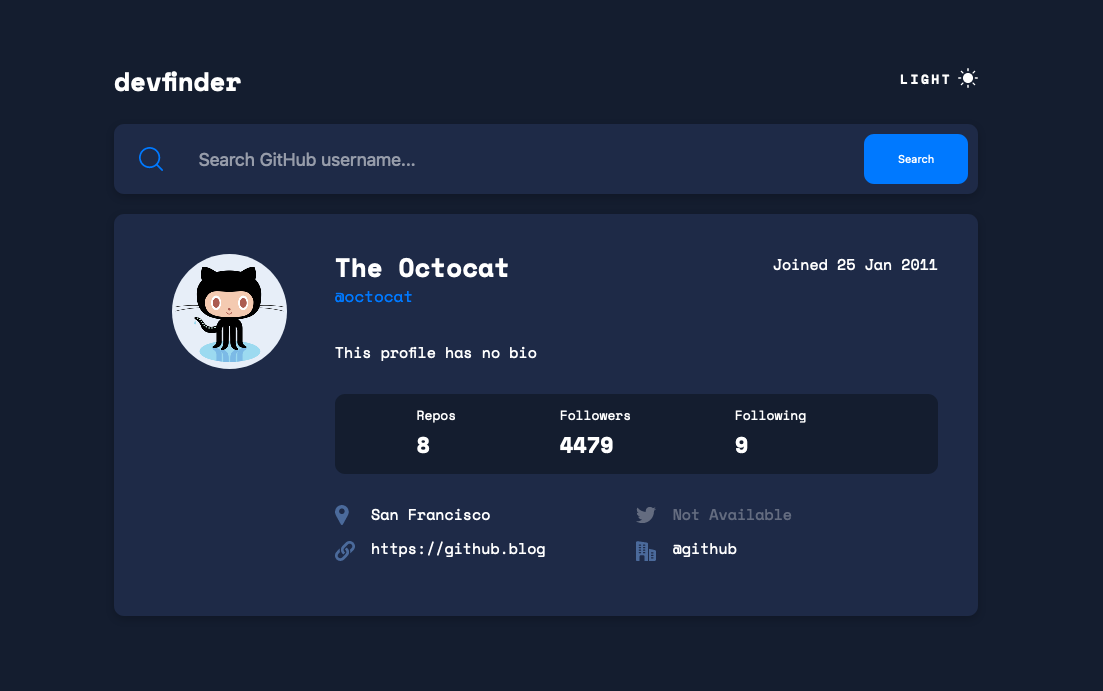 devfinder
LIGHT
Search GitHub username...
Search
The Octocat
Joined 25 Jan 2011
@octocat
This profile has no bio
Repos Followers Following
8 4479 9
San Francisco
Not Available
https://github.blog
@github